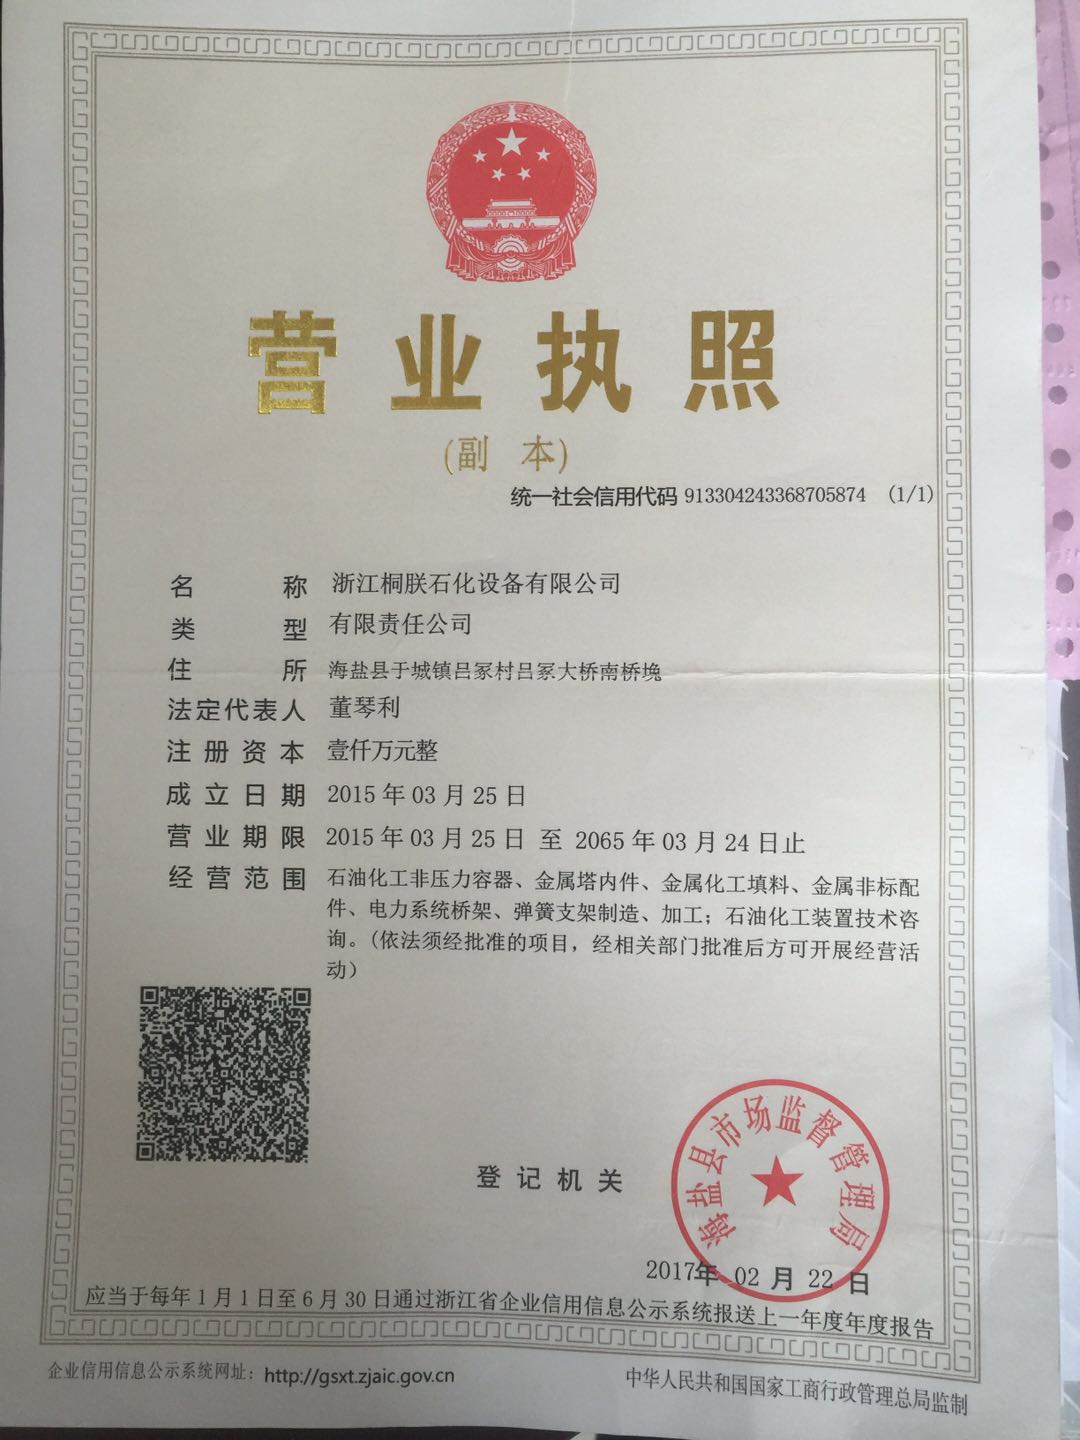 营业执照
(副 本)
统一社会信用代码 913304243368705874 (1/1)
名 称 浙江桐朕石化设备有限公司
类 型 有限责任公司
住 所 海盐县于城镇吕冢村吕冢大桥南桥堍
法定代表人 董琴利
注册资本 壹仟万元整
成立日期 2015年03月25日
营业期限 2015年03月25日 至 2065年03月24日止
经营范围 石油化工非压力容器、金属塔内件、金属化工填料、金属非标配
件、电力系统桥架、弹簧支架制造、加工；石油化工装置技术咨
询。(依法须经批准的项目，经相关部门批准后方可开展经营活
动)
登记机关
海盐县市场监督管理局
2017年 02 月 22 日
应当于每年1月1日至6月30日通过浙江省企业信用信息公示系统报送上一年度年度报告
企业信用信息公示系统网址：http://gsxt.zjaic.gov.cn
中华人民共和国国家工商行政管理总局监制